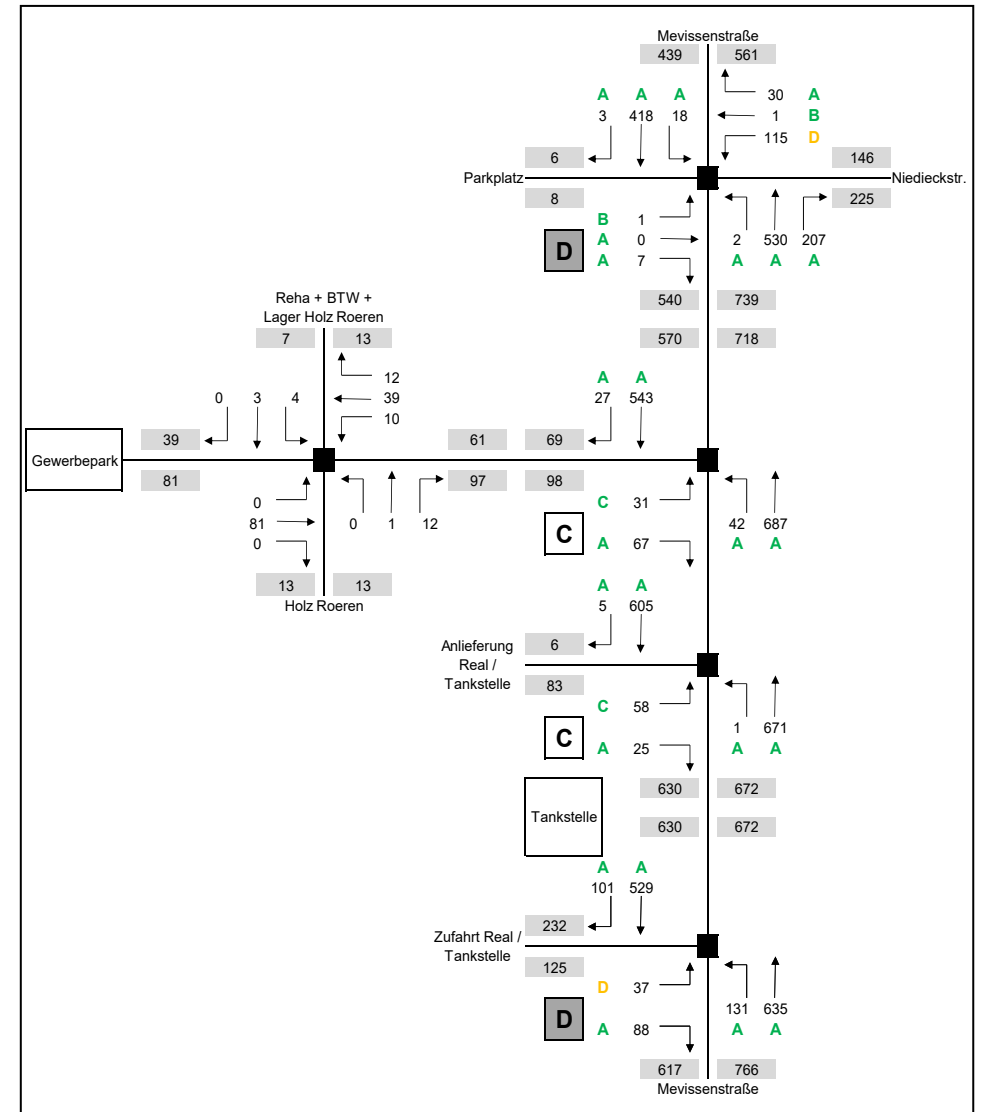 Mevissenstraße
439 561
A A A 30 A
3 418 18 1 B
115 D
6 146
Parkplatz Niedieckstr.
8 225
B 1
D A 0 2 530 207
A 7 A A A
540 739
Reha + BTW +
Lager Holz Roeren
7 13 570 718
12 A A
0 3 4 39 27 543
10
39 61 69
Gewerbepark
81 97 98
0 C 31
81 0 1 12 C 42 687
0 A 67 A A
13 13 A A
Holz Roeren 5 605
Anlieferung 6
Real /
Tankstelle 83
C 58
C 1 671
A 25 A A
630 672
Tankstelle
630 672
A A
101 529
232
Zufahrt Real /
Tankstelle
125
D 37
D 131 635
A 88 A A
617 766
Mevissenstraße